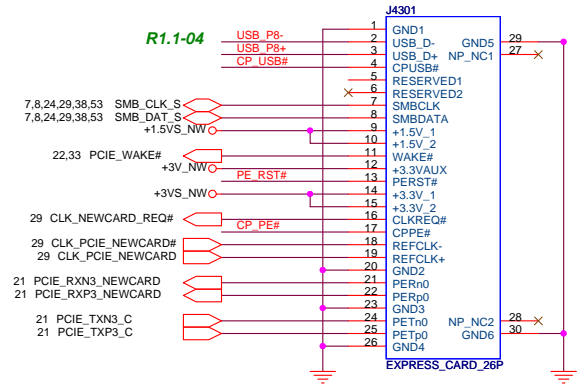 J4301
R1.1-04
1 GND1
USB_P8- 2 USB_D- GND5 29
USB_P8+ 3 USB_D+ NP_NC1 27
CP_USB# 4 CPUSB#
5 RESERVED1
6 RESERVED2
7,8,24,29,38,53 SMB_CLK_S 7 SMBCLK
7,8,24,29,38,53 SMB_DAT_S 8 SMBDATA
+1.5VS_NW 9 +1.5V_1
10 +1.5V_2
22,33 PCIE_WAKE# 11 WAKE#
+3V_NW 12 +3.3VAUX
PE_RST# 13 PERST#
+3VS_NW 14 +3.3V_1
15 +3.3V_2
29 CLK_NEWCARD_REQ# 16 CLKREQ#
CP_PE# 17 CPPE#
29 CLK_PCIE_NEWCARD# 18 REFCLK-
29 CLK_PCIE_NEWCARD 19 REFCLK+
20 GND2
21 PCIE_RXN3_NEWCARD 21 PERn0
21 PCIE_RXP3_NEWCARD 22 PERp0
23 GND3
21 PCIE_TXN3_C 24 PETn0 NP_NC2 28
21 PCIE_TXP3_C 25 PETp0 GND6 30
26 GND4
EXPRESS_CARD_26P